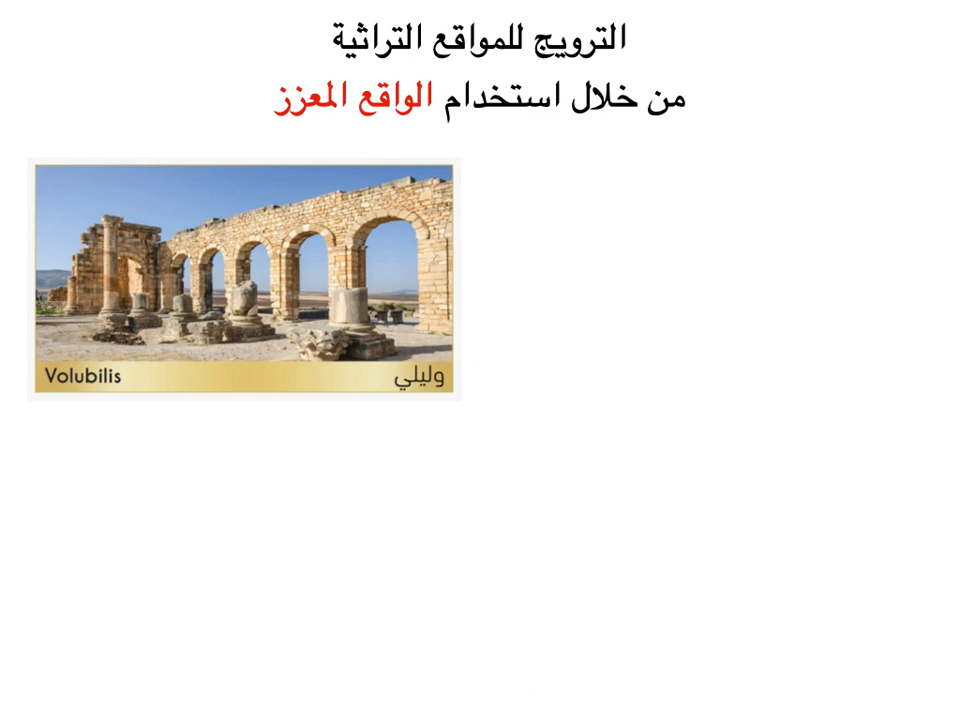 الترويج للمواقع التراثية
من خلال استخدام الواقع المعزز
Volubilis وليلي